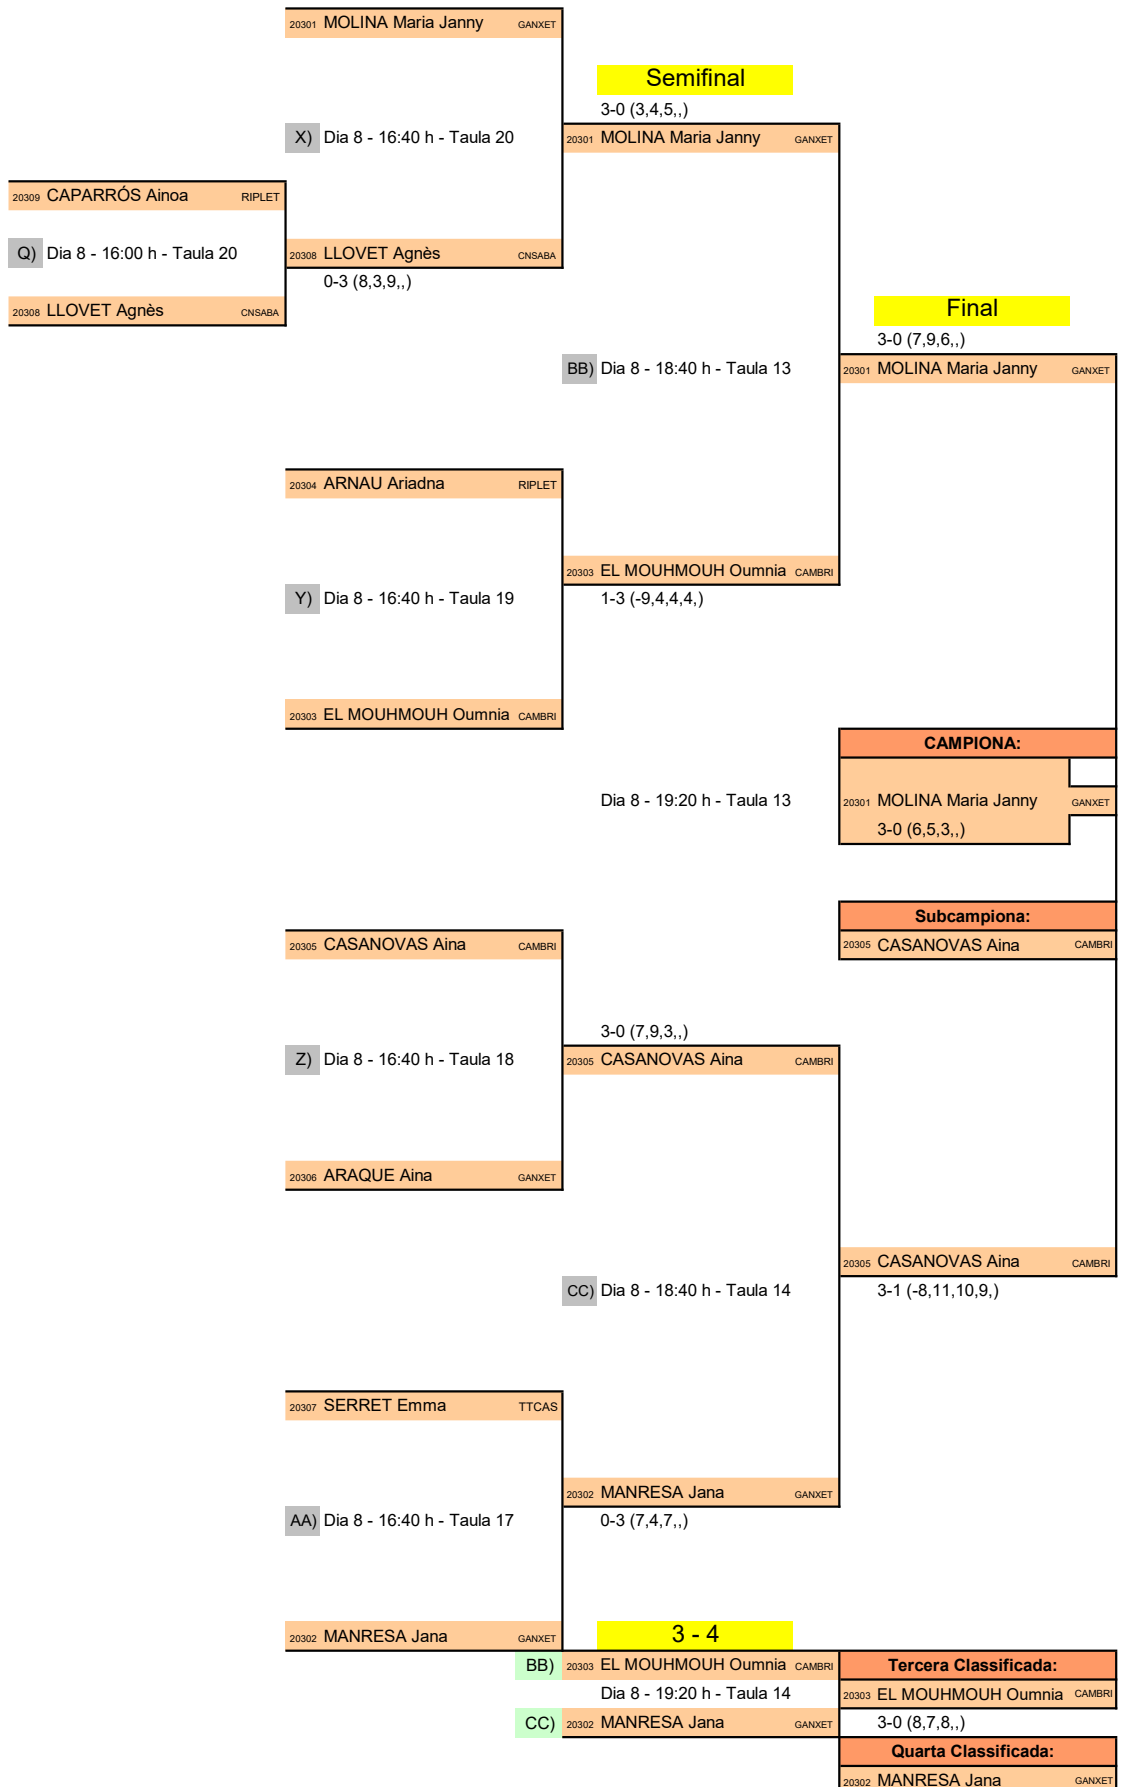 20301 MOLINA Maria Janny GANXET
Semifinal
3-0 (3,4,5,,)
X) Dia 8 - 16:40 h - Taula 20
20301 MOLINA Maria Janny GANXET
20309 CAPARRÓS Ainoa RIPLET
Q) Dia 8 - 16:00 h - Taula 20
20308 LLOVET Agnès CNSABA
0-3 (8,3,9,,)
20308 LLOVET Agnès CNSABA
Final
3-0 (7,9,6,,)
BB) Dia 8 - 18:40 h - Taula 13
20301 MOLINA Maria Janny GANXET
20304 ARNAU Ariadna RIPLET
20303 EL MOUHMOUH Oumnia CAMBRI
Y) Dia 8 - 16:40 h - Taula 19
1-3 (-9,4,4,4,)
20303 EL MOUHMOUH Oumnia CAMBRI
CAMPIONA:
Dia 8 - 19:20 h - Taula 13
20301 MOLINA Maria Janny GANXET
3-0 (6,5,3,,)
Subcampiona:
20305 CASANOVAS Aina CAMBRI
20305 CASANOVAS Aina CAMBRI
3-0 (7,9,3,,)
Z) Dia 8 - 16:40 h - Taula 18
20305 CASANOVAS Aina CAMBRI
20306 ARAQUE Aina GANXET
20305 CASANOVAS Aina CAMBRI
CC) Dia 8 - 18:40 h - Taula 14
3-1 (-8,11,10,9,)
20307 SERRET Emma TTCAS
20302 MANRESA Jana GANXET
AA) Dia 8 - 16:40 h - Taula 17
0-3 (7,4,7,,)
20302 MANRESA Jana GANXET
3 - 4
BB) 20303 EL MOUHMOUH Oumnia CAMBRI
Tercera Classificada:
Dia 8 - 19:20 h - Taula 14
20303 EL MOUHMOUH Oumnia CAMBRI
CC) 20302 MANRESA Jana GANXET
3-0 (8,7,8,,)
Quarta Classificada:
20302 MANRESA Jana GANXET